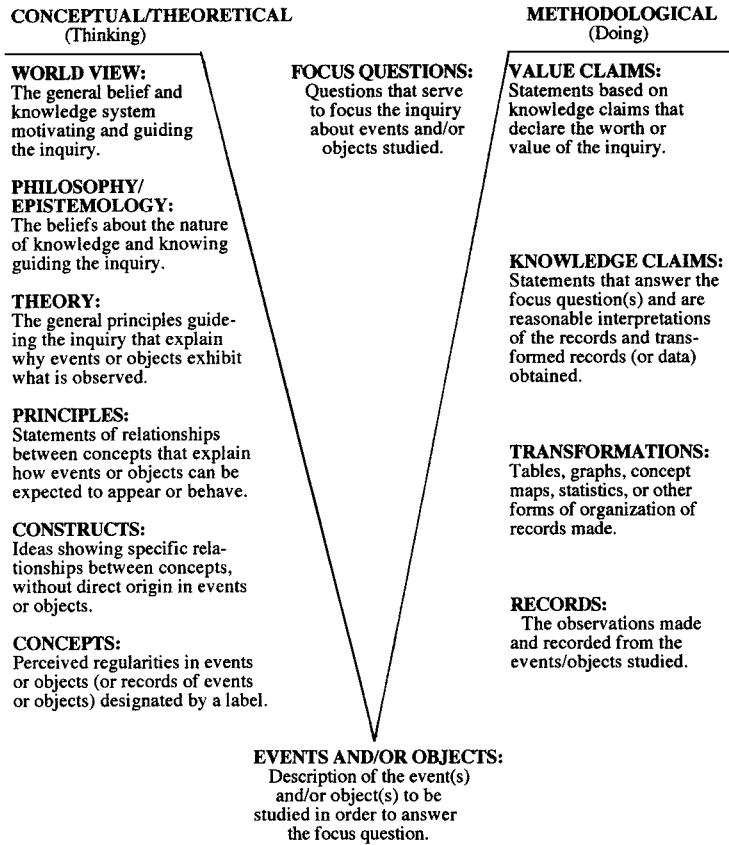 CONCEPTUAL/THEORETICAL
(Thinking)
WORLD VIEW:
The general belief and
knowledge system
motivating and guiding
the inquiry.
PHILOSOPHY/
EPISTEMOLOGY:
The beliefs about the nature
of knowledge and knowing
guiding the inquiry.
THEORY:
The general principles guide-
ing the inquiry that explain
why events or objects exhibit
what is observed.
PRINCIPLES:
Statements of relationships
between concepts that explain
how events or objects can be
expected to appear or behave.
CONSTRUCTS:
Ideas showing specific rela-
tionships between concepts,
without direct origin in events
or objects.
CONCEPTS:
Perceived regularities in events
or objects (or records of events
or objects) designated by a label.
FOCUS QUESTIONS:
Questions that serve
to focus the inquiry
about events and/or
objects studied.
METHODOLOGICAL
(Doing)
VALUE CLAIMS:
Statements based on
knowledge claims that
declare the worth or
value of the inquiry.
KNOWLEDGE CLAIMS:
Statements that answer the
focus question(s) and are
reasonable interpretations
of the records and trans-
formed records (or data)
obtained.
TRANSFORMATIONS:
Tables, graphs, concept
maps, statistics, or other
forms of organization of
records made.
RECORDS:
The observations made
and recorded from the
events/objects studied.
EVENTS AND/OR OBJECTS:
Description of the event(s)
and/or object(s) to be
studied in order to answer
the focus question.